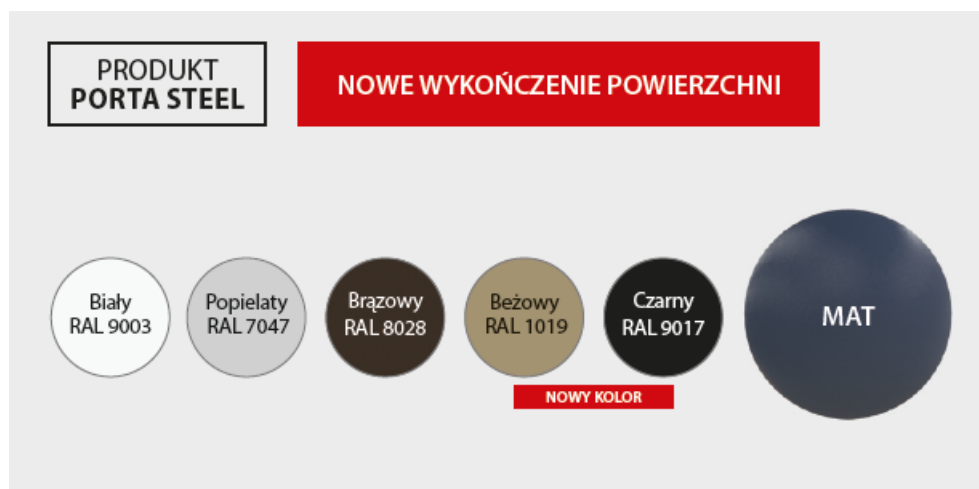 PRODUKT
PORTA STEEL
NOWE WYKOŃCZENIE POWIERZCHNI
Biały
RAL 9003
Popielaty
RAL 7047
Brązowy
RAL 8028
Beżowy
RAL 1019
Czarny
RAL 9017
MAT
NOWY KOLOR